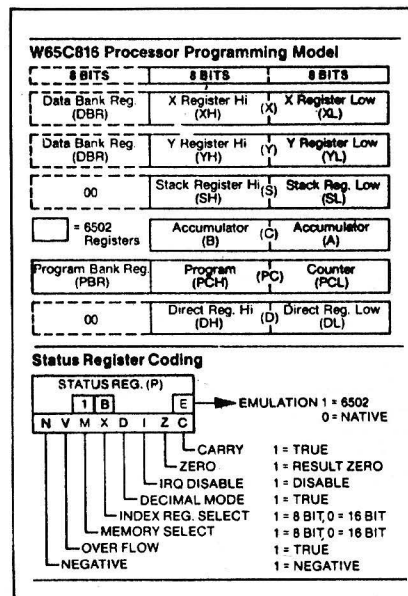 W65C816 Processor Programming Model
8 BITS 8 BITS 8 BITS
Data Bank Reg. (DBR) X Register Hi (XH) (X) X Register Low (XL)
Data Bank Reg. (DBR) Y Register Hi (YH) (Y) Y Register Low (YL)
00 Stack Register Hi (SH) (S) Stack Reg. Low (SL)
= 6502 Registers Accumulator (B) (C) Accumulator (A)
Program Bank Reg. (PBR) Program (PCH) (PC) Counter (PCL)
00 Direct Reg. Hi (DH) (D) Direct Reg. Low (DL)
Status Register Coding
STATUS REG. (P)
1 B E EMULATION 1 = 6502
0 = NATIVE
N V M X D I Z C
CARRY 1 = TRUE
ZERO 1 = RESULT ZERO
IRQ DISABLE 1 = DISABLE
DECIMAL MODE 1 = TRUE
INDEX REG. SELECT 1 = 8 BIT, 0 = 16 BIT
MEMORY SELECT 1 = 8 BIT, 0 = 16 BIT
OVER FLOW 1 = TRUE
NEGATIVE 1 = NEGATIVE